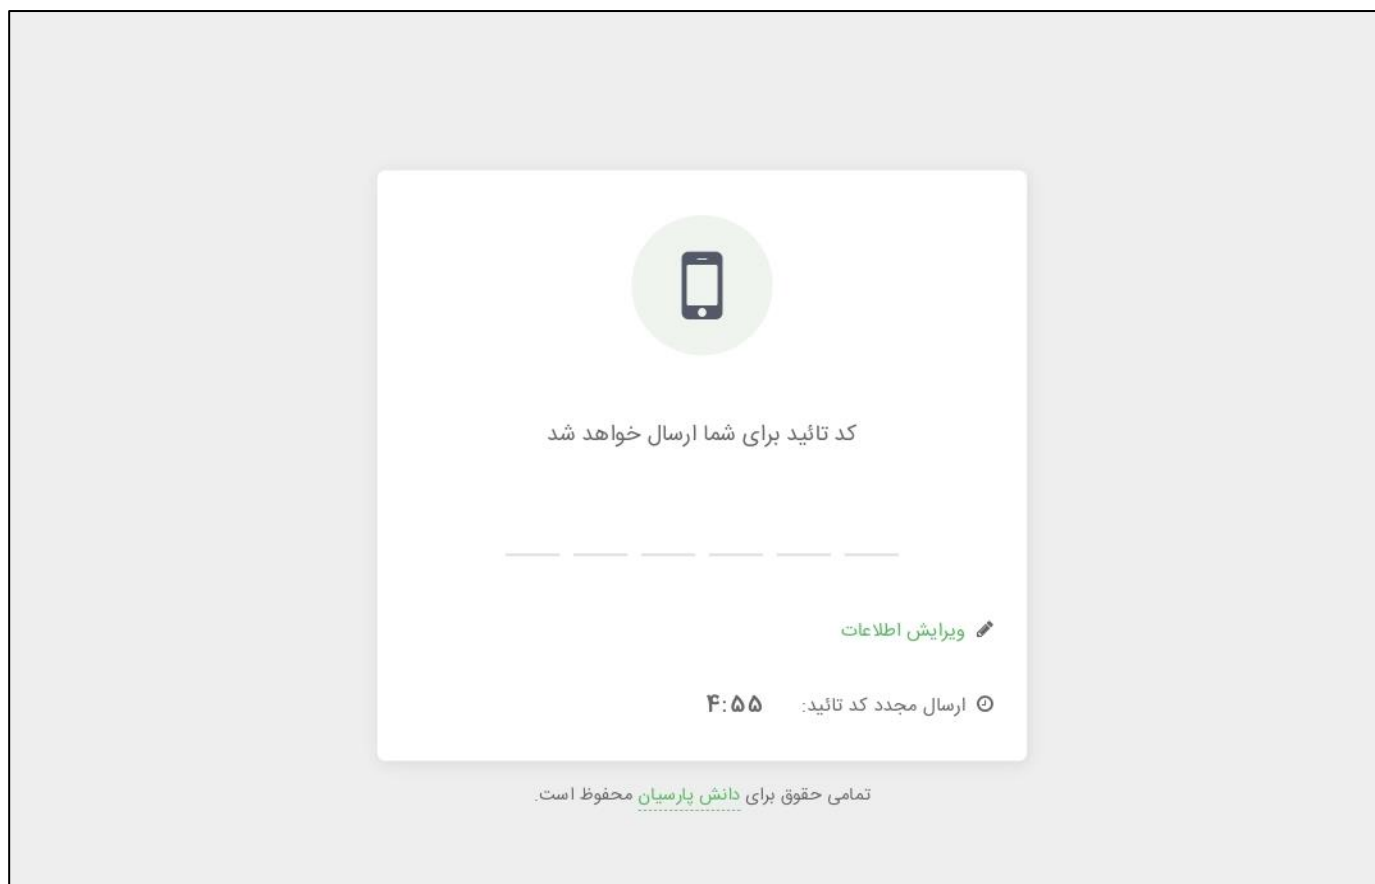 کد تائید برای شما ارسال خواهد شد
ویرایش اطلاعات
ارسال مجدد کد تائید: ۴:۵۵
تمامی حقوق برای دانش پارسیان محفوظ است.